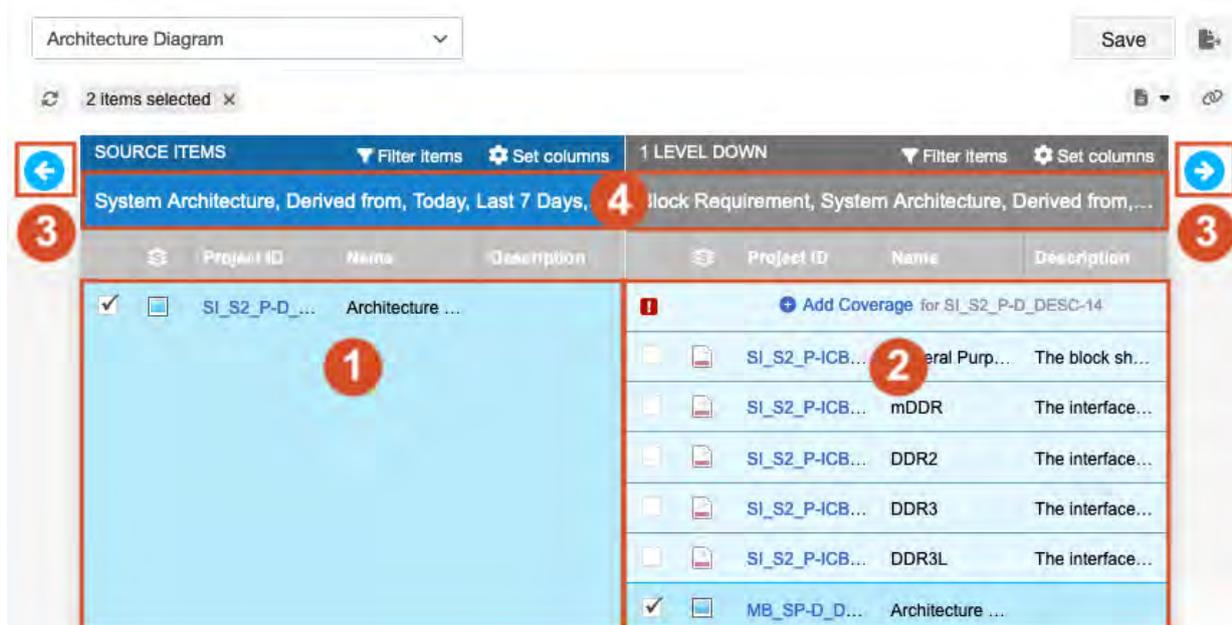 Architecture Diagram
Save
2 items selected ×
SOURCE ITEMS Filter items Set columns
1 LEVEL DOWN Filter items Set columns
System Architecture, Derived from, Today, Last 7 Days,
4
Block Requirement, System Architecture, Derived from,...
3
3
Project ID Name Description
Project ID Name Description
SI_S2_P-D_... Architecture ...
1
Add Coverage for SI_S2_P-D_DESC-14
SI_S2_P-ICB... eral Purp... The block sh...
2
SI_S2_P-ICB... mDDR The interface...
SI_S2_P-ICB... DDR2 The interface...
SI_S2_P-ICB... DDR3 The interface...
SI_S2_P-ICB... DDR3L The interface...
MB_SP-D_D... Architecture ...